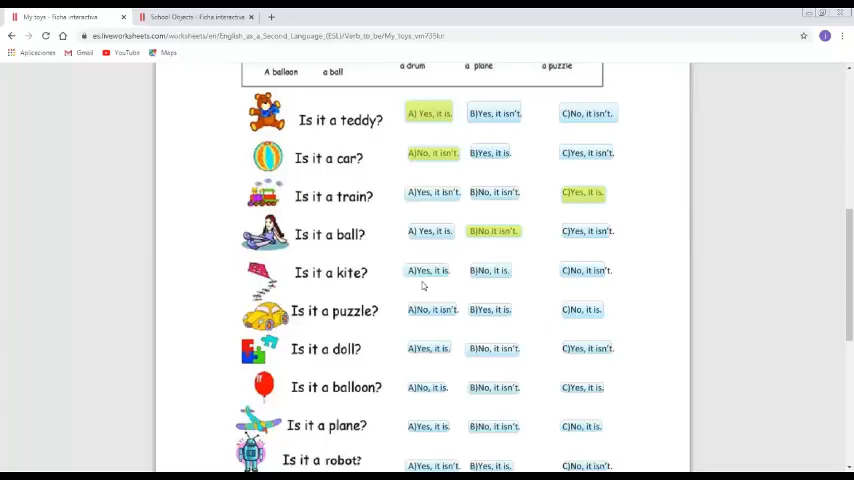 My toys - Ficha interactiva
School Objects - Ficha interactiva
es.liveworksheets.com/worksheets/en/English_as_a_Second_Language_(ESL)/Verb_to_be/My_toys_vm735kn
Aplicaciones Gmail YouTube Maps
A balloon a ball a drum a plane a puzzle
Is it a teddy? A) Yes, it is. B)Yes, it isn't. C)No, it isn't.
Is it a car? A)No, it isn't. B)Yes, it is. C)Yes, it isn't.
Is it a train? A)Yes, it isn't. B)No, it isn't. C)Yes, it is.
Is it a ball? A) Yes, it is. B)No it isn't. C)Yes, it isn't.
Is it a kite? A)Yes, it is. B)No, it is. C)No, it isn't.
Is it a puzzle? A)No, it isn't. B)Yes, it is. C)No, it is.
Is it a doll? A)Yes, it is. B)No, it isn't. C)Yes, it isn't.
Is it a balloon? A)No, it is. B)No, it isn't. C)Yes, it is.
Is it a plane? A)Yes, it is. B)No, it isn't. C)No, it is.
Is it a robot? A)Yes, it isn't. B)Yes, it is. C)No, it isn't.